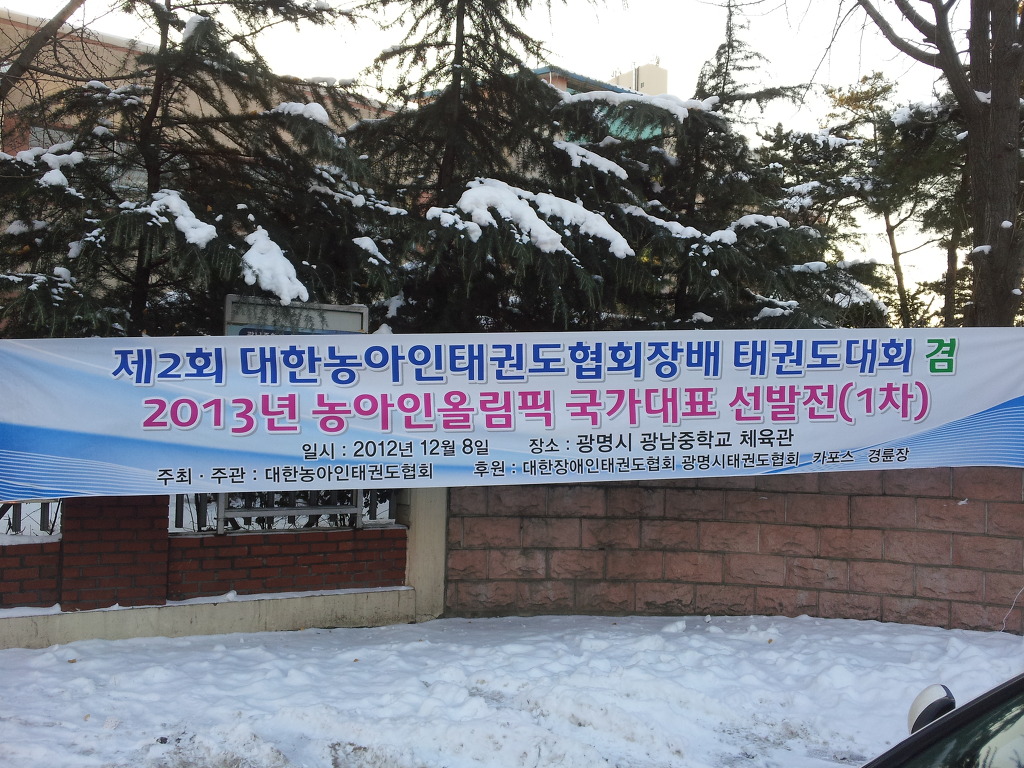 제2회 대한농아인태권도협회장배 태권도대회 겸
2013년 농아인올림픽 국가대표 선발전(1차)
일시 : 2012년 12월 8일 장소 : 광명시 광남중학교 체육관
주최 · 주관 : 대한농아인태권도협회 후원 : 대한장애인태권도협회 광명시태권도협회 카포스 경륜장